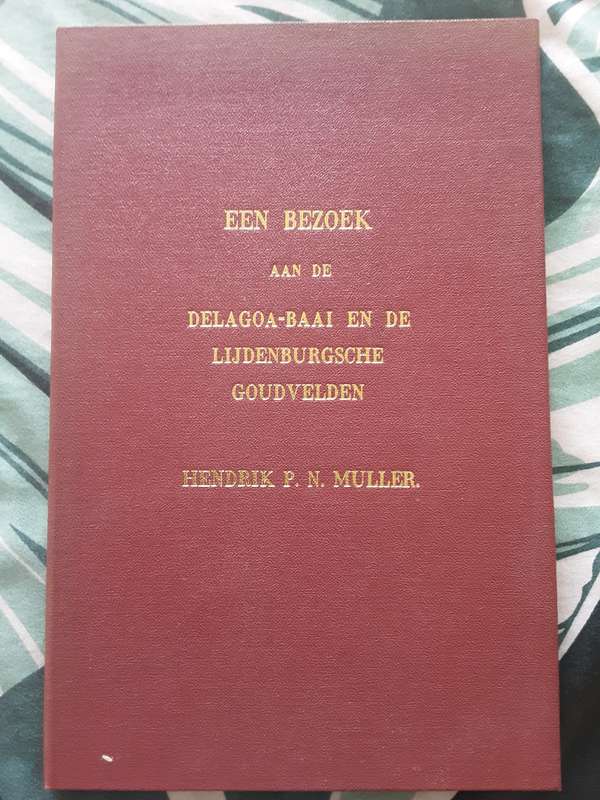 EEN BEZOEK
AAN DE
DELAGOA-BAAI EN DE
LIJDENBURGSCHE
GOUDVELDEN
HENDRIK P. N. MULLER.